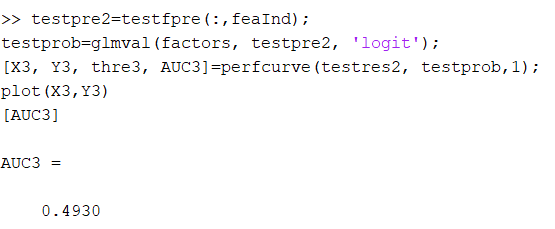 >> testpre2=testfpre(:,feaInd);
testprob=glmval(factors, testpre2, 'logit');
[X3, Y3, thre3, AUC3]=perfcurve(testres2, testprob,1);
plot(X3,Y3)
[AUC3]
AUC3 =
0.4930